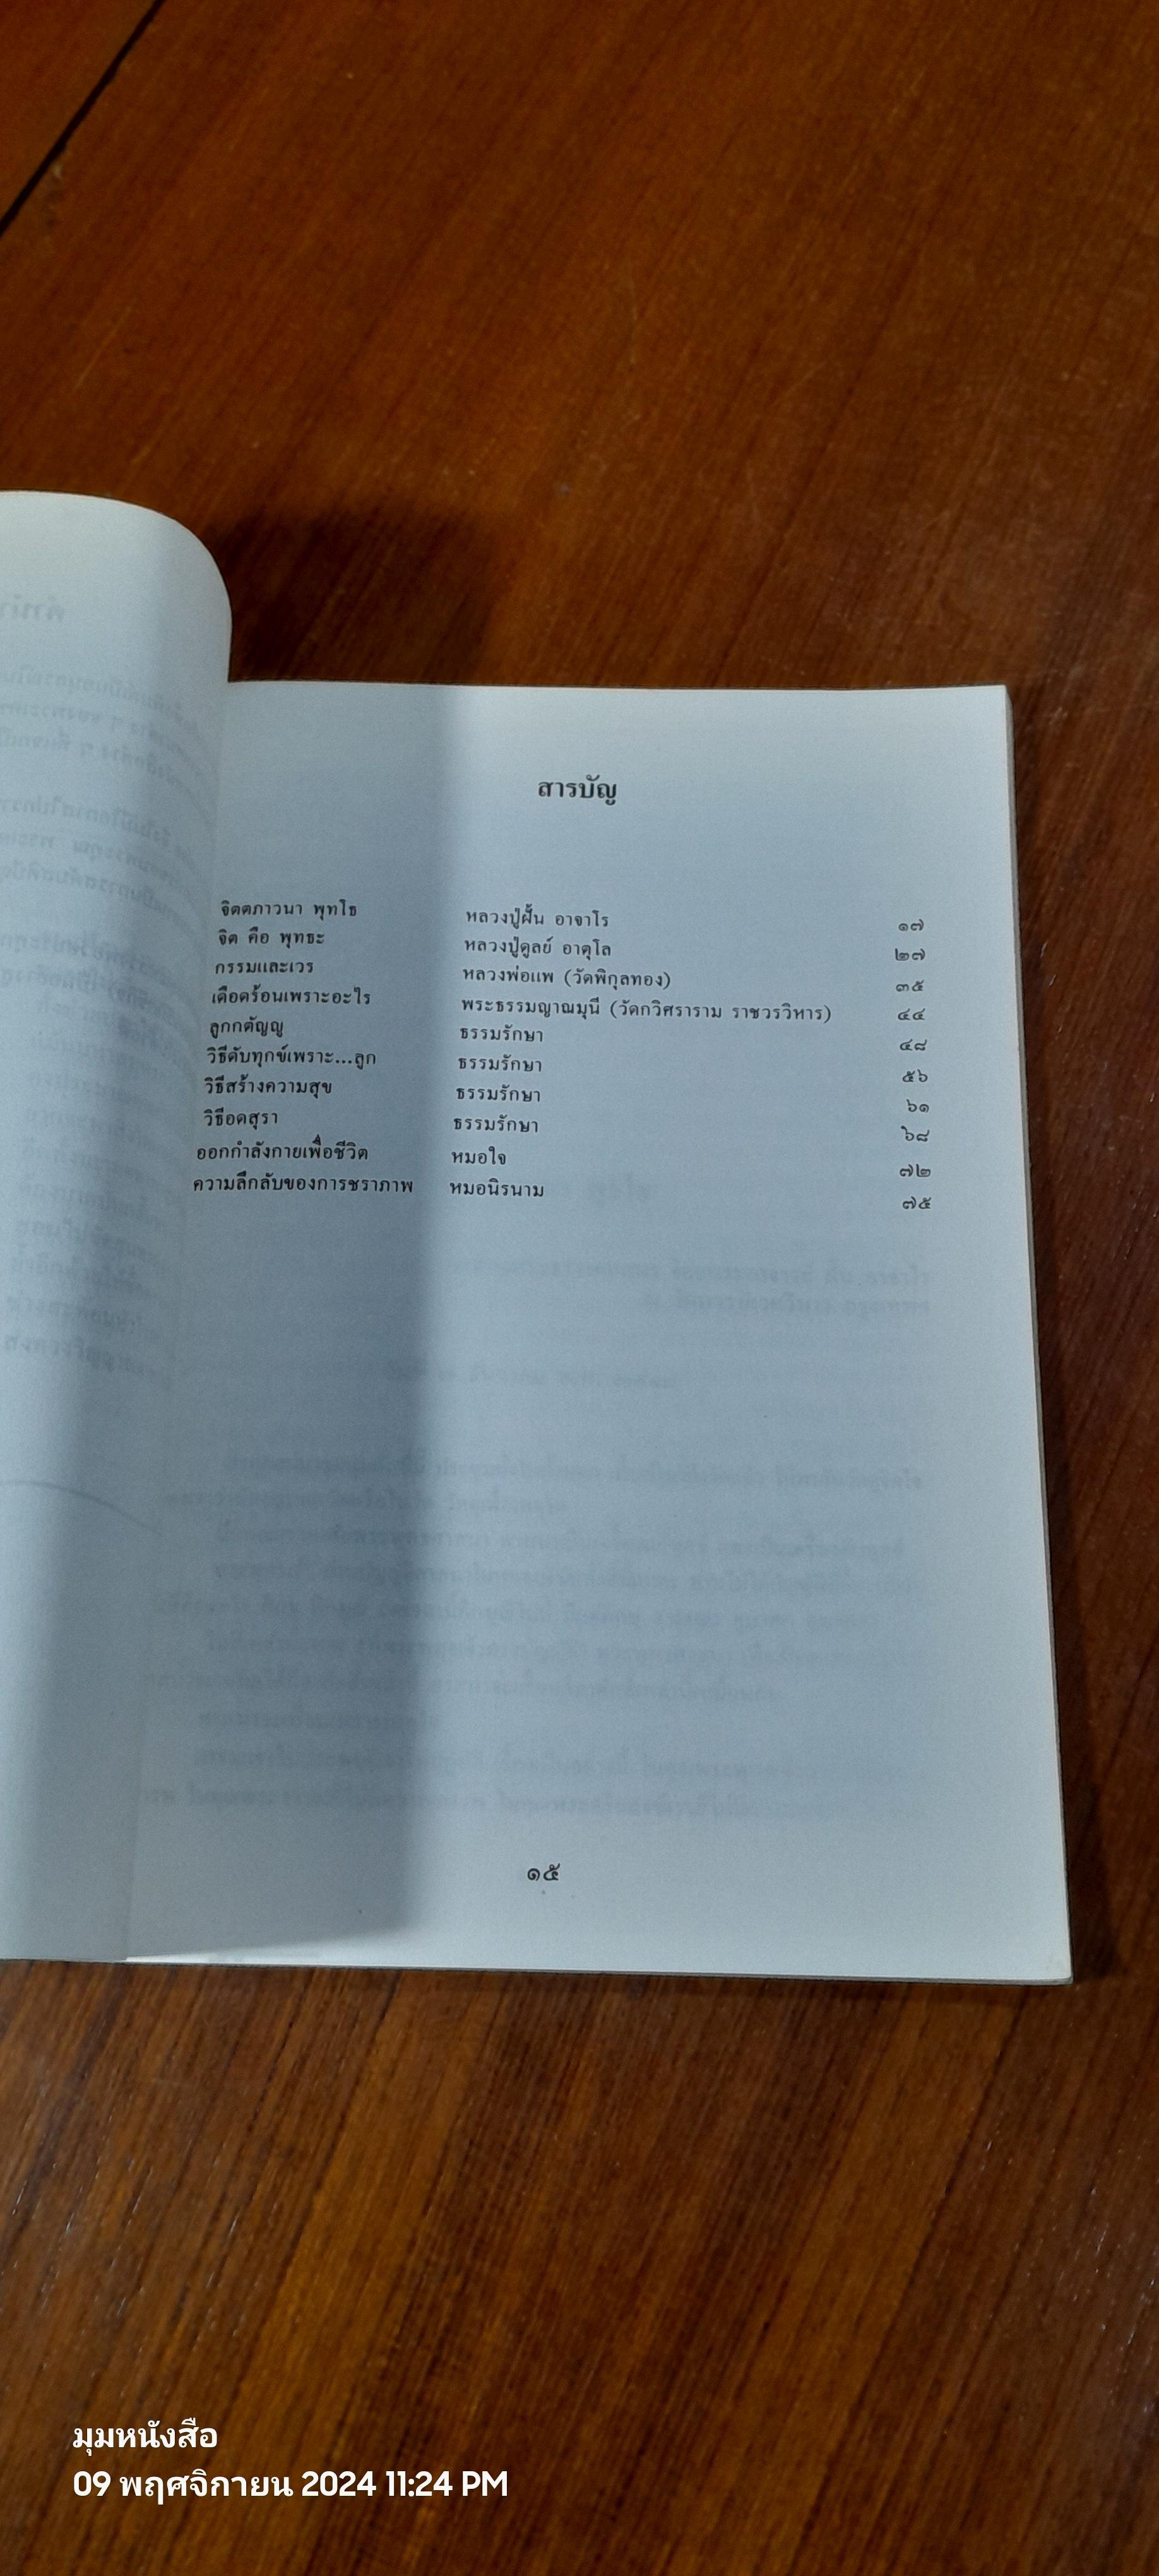 สารบัญ
จิตตภาวนา พุทโธ หลวงปู่ฝั้น อาจาโร ๑๗
จิต คือ พุทธะ หลวงปู่ดูลย์ อาตุโล ๒๗
กรรมและเวร หลวงพ่อแพ (วัดพิกุลทอง) ๓๕
เดือดร้อนเพราะอะไร พระธรรมญาณมุนี (วัดกวิศราราม ราชวรวิหาร) ๔๔
ลูกกตัญญู ธรรมรักษา ๔๘
วิธีดับทุกข์เพราะ...ลูก ธรรมรักษา ๕๖
วิธีสร้างความสุข ธรรมรักษา ๖๑
วิธีอดสุรา ธรรมรักษา ๖๘
ออกกำลังกายเพื่อชีวิต หมอใจ ๗๒
ความลึกลับของการชราภาพ หมอนิรนาม ๗๕
๑๕
มุมหนังสือ
09 พฤศจิกายน 2024 11:24 PM